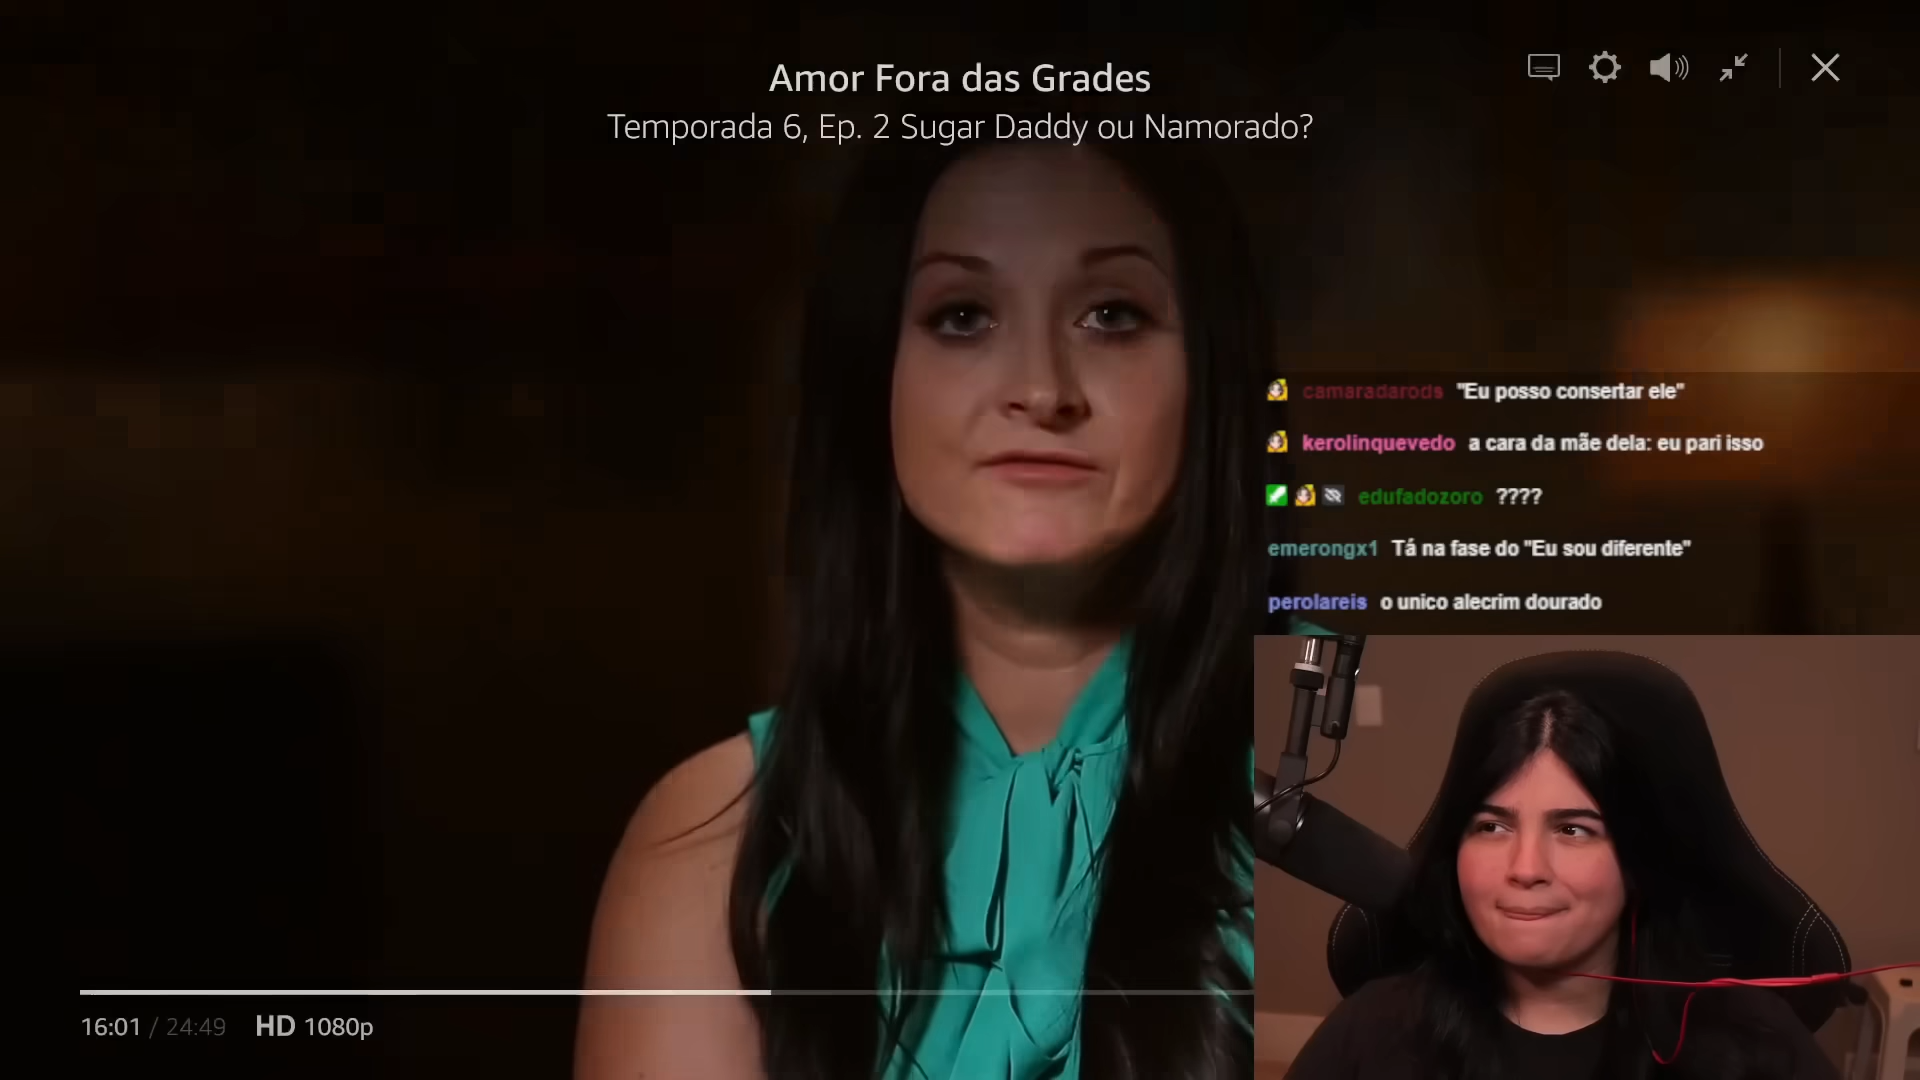 Amor Fora das Grades
Temporada 6, Ep. 2 Sugar Daddy ou Namorado?
camaradarods "Eu posso consertar ele"
kerolinquevedo a cara da mãe dela: eu pari isso
edufadozoro ????
emerongx1 Tá na fase do "Eu sou diferente"
perolareis o unico alecrim dourado
16:01 / 24:49 HD 1080p